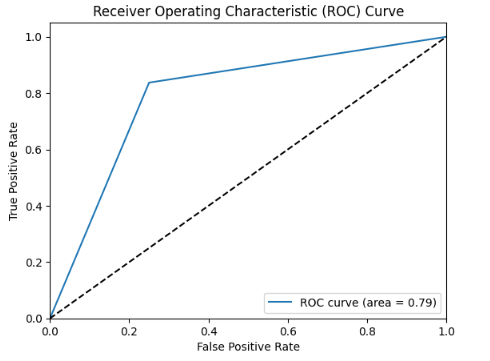 Receiver Operating Characteristic (ROC) Curve
True Positive Rate
1.0
0.8
0.6
0.4
0.2
0.0
ROC curve (area = 0.79)
0.0 0.2 0.4 0.6 0.8 1.0
False Positive Rate